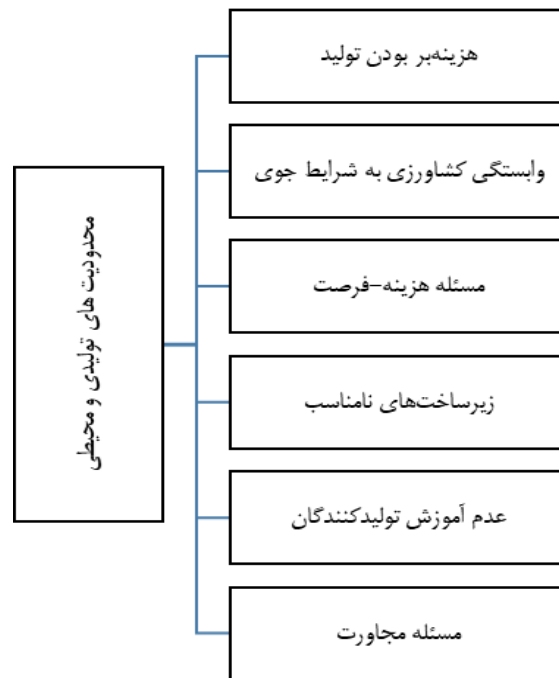 محدودیت های تولیدی و محیطی
هزینه‌بر بودن تولید
وابستگی کشاورزی به شرایط جوی
مسئله هزینه-فرصت
زیرساخت‌های نامناسب
عدم آموزش تولیدکنندگان
مسئله مجاورت